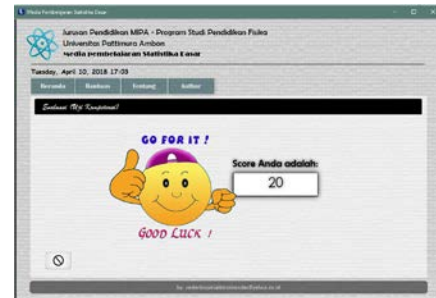 Media Pembelajaran Statistika Dasar
Jurusan Pendidikan MIPA - Program Studi Pendidikan Fisika
Universitas Pattimura Ambon
Media Pembelajaran Statistika Dasar
Tuesday, April 10, 2018 17:03
Beranda Bantuan Tentang Author
Evaluasi (Uji Kompetensi)
GO FOR IT !
Score Anda adalah:
20
GOOD LUCK !
by